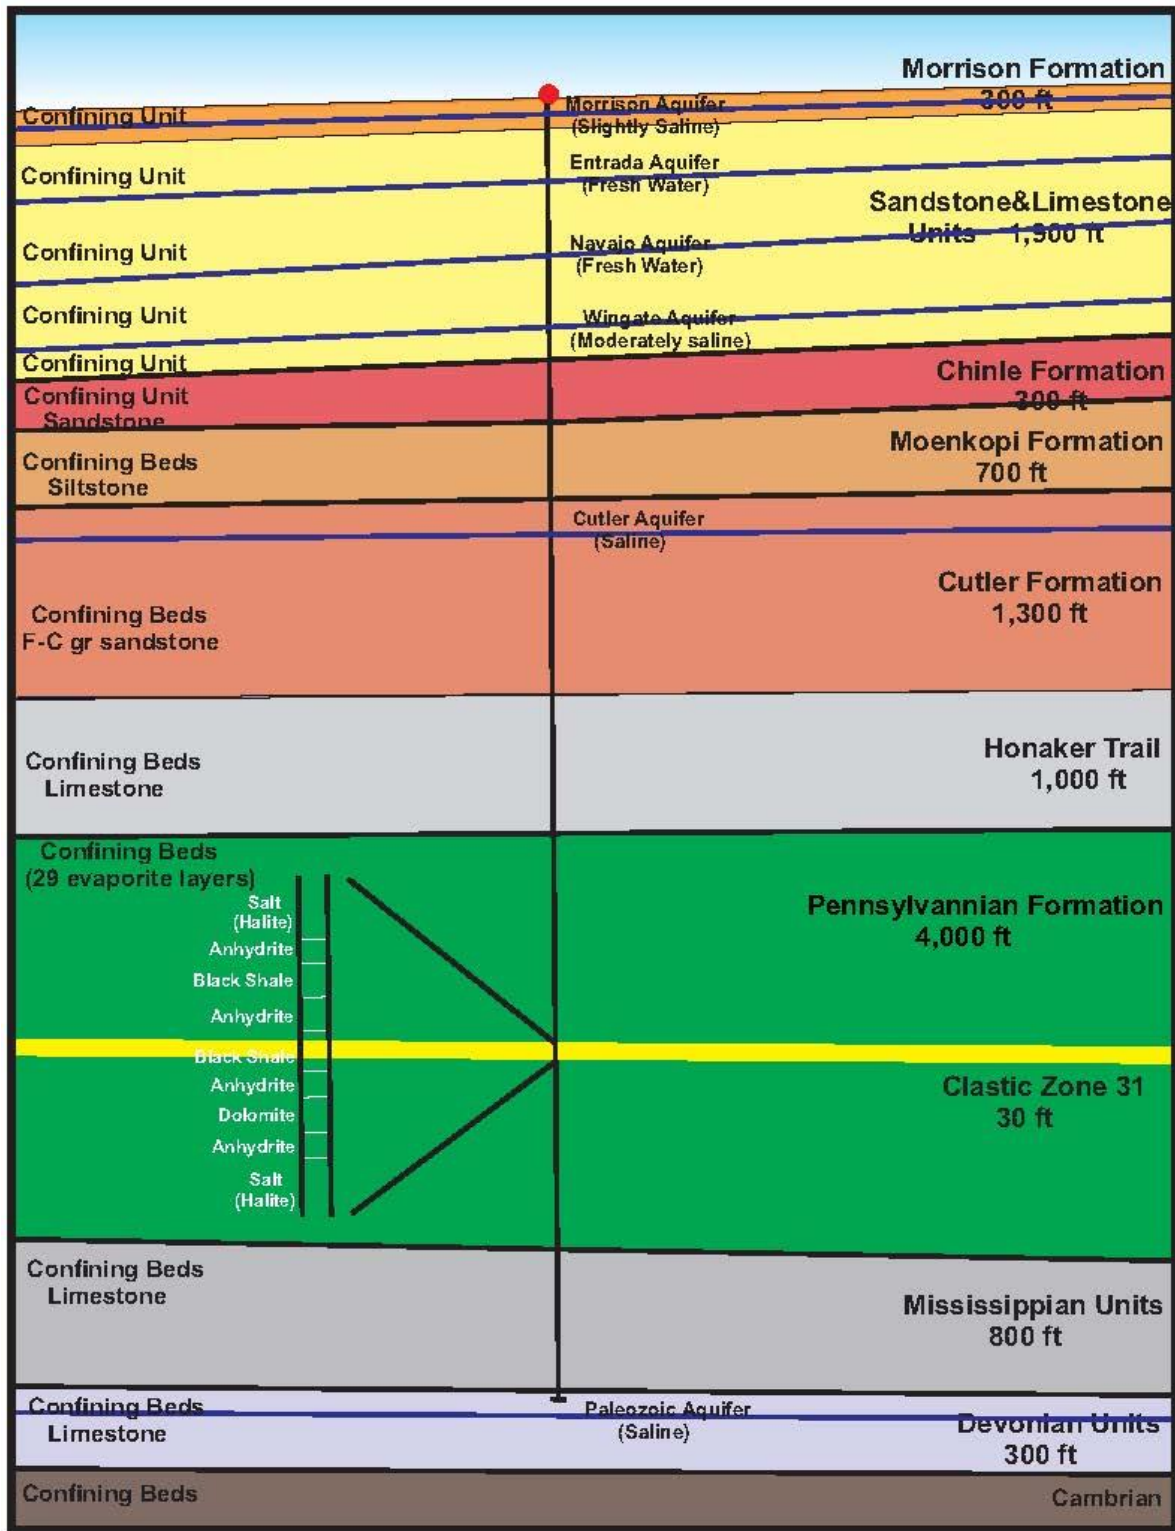 Morrison Formation
300 ft
Confining Unit
Morrison Aquifer
(Slightly Saline)
Confining Unit
Entrada Aquifer
(Fresh Water)
Sandstone&Limestone
Units 1,900 ft
Confining Unit
Navajo Aquifer
(Fresh Water)
Confining Unit
Wingate Aquifer
(Moderately saline)
Confining Unit
Chinle Formation
300 ft
Confining Unit
Sandstone
Moenkopi Formation
700 ft
Confining Beds
Siltstone
Cutler Aquifer
(Saline)
Cutler Formation
1,300 ft
Confining Beds
F-C gr sandstone
Honaker Trail
1,000 ft
Confining Beds
Limestone
Confining Beds
(29 evaporite layers)
Pennsylvannian Formation
4,000 ft
Salt
(Halite)
Anhydrite
Black Shale
Anhydrite
Black Shale
Anhydrite
Dolomite
Anhydrite
Salt
(Halite)
Clastic Zone 31
30 ft
Confining Beds
Limestone
Mississippian Units
800 ft
Confining Beds
Limestone
Paleozoic Aquifer
(Saline)
Devonian Units
300 ft
Confining Beds
Cambrian